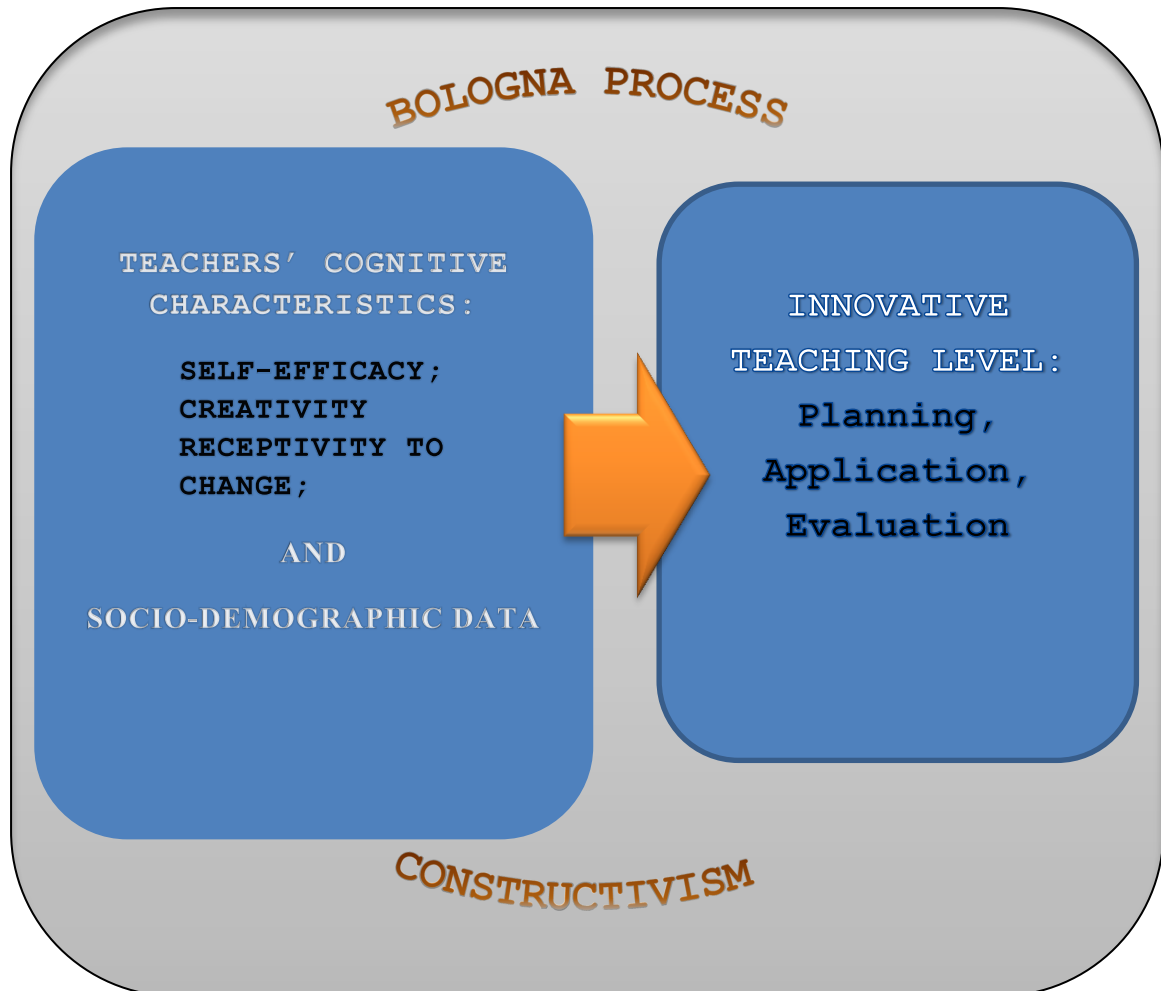 BOLOGNA PROCESS
TEACHERS’ COGNITIVE
CHARACTERISTICS:
SELF-EFFICACY;
CREATIVITY
RECEPTIVITY TO
CHANGE;
AND
SOCIO-DEMOGRAPHIC DATA
INNOVATIVE
TEACHING LEVEL:
Planning,
Application,
Evaluation
CONSTRUCTIVISM